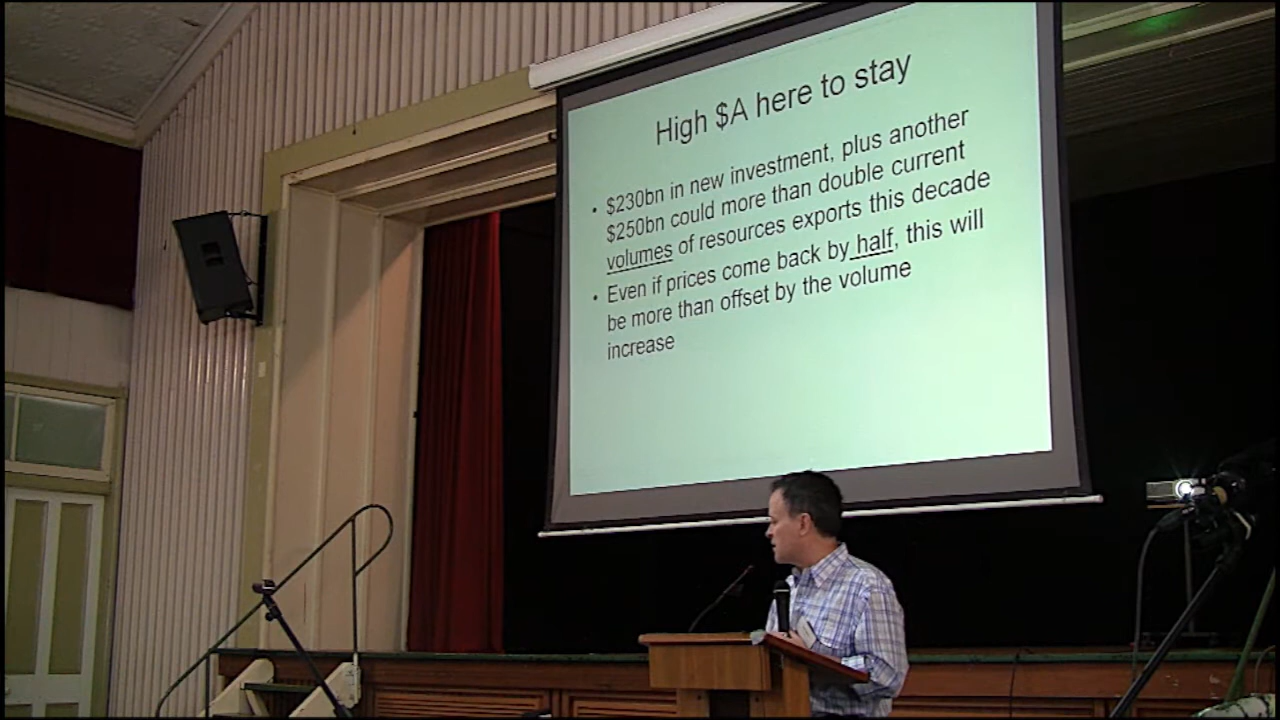 High $A here to stay
• $230bn in new investment, plus another
$250bn could more than double current
volumes of resources exports this decade
• Even if prices come back by half, this will
be more than offset by the volume
increase